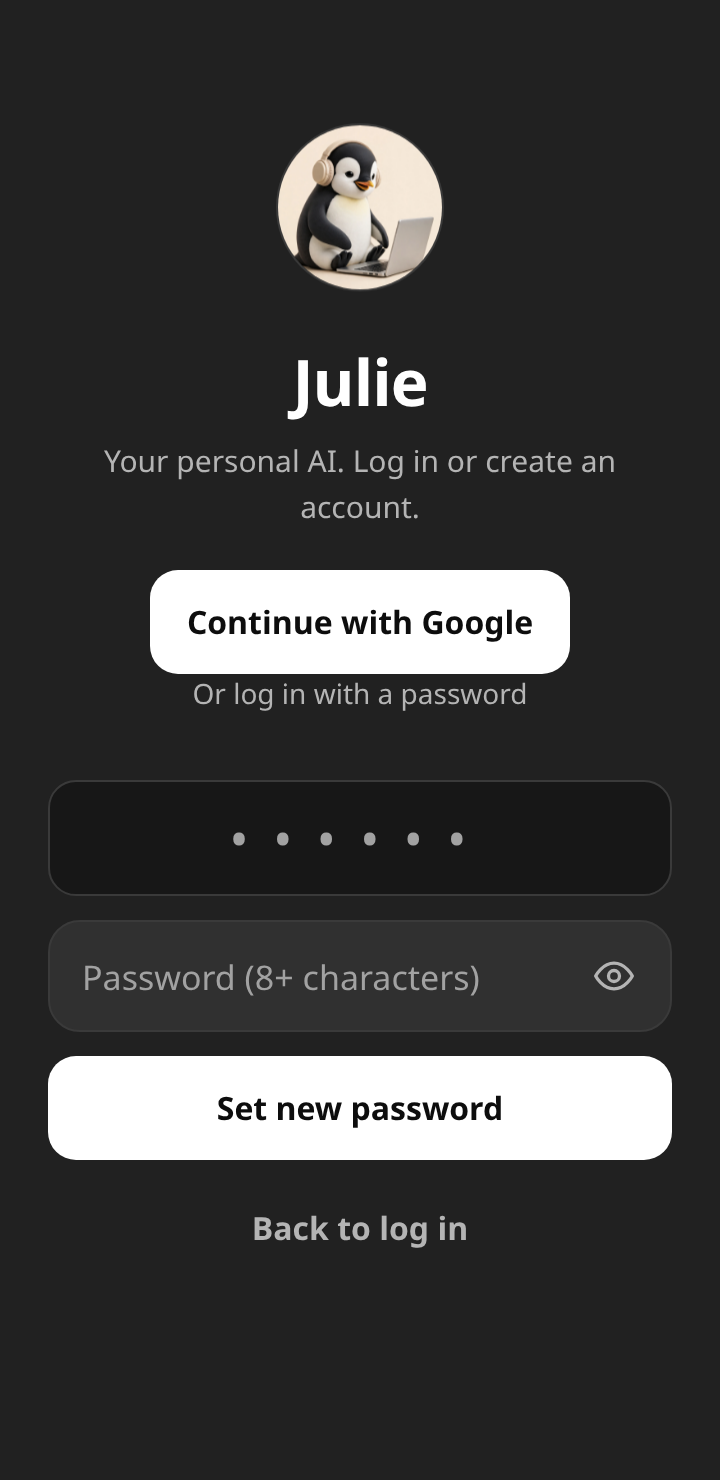 Julie
Your personal AI. Log in or create an
account.
Continue with Google
Or log in with a password
• • • • • •
Password (8+ characters)
Set new password
Back to log in